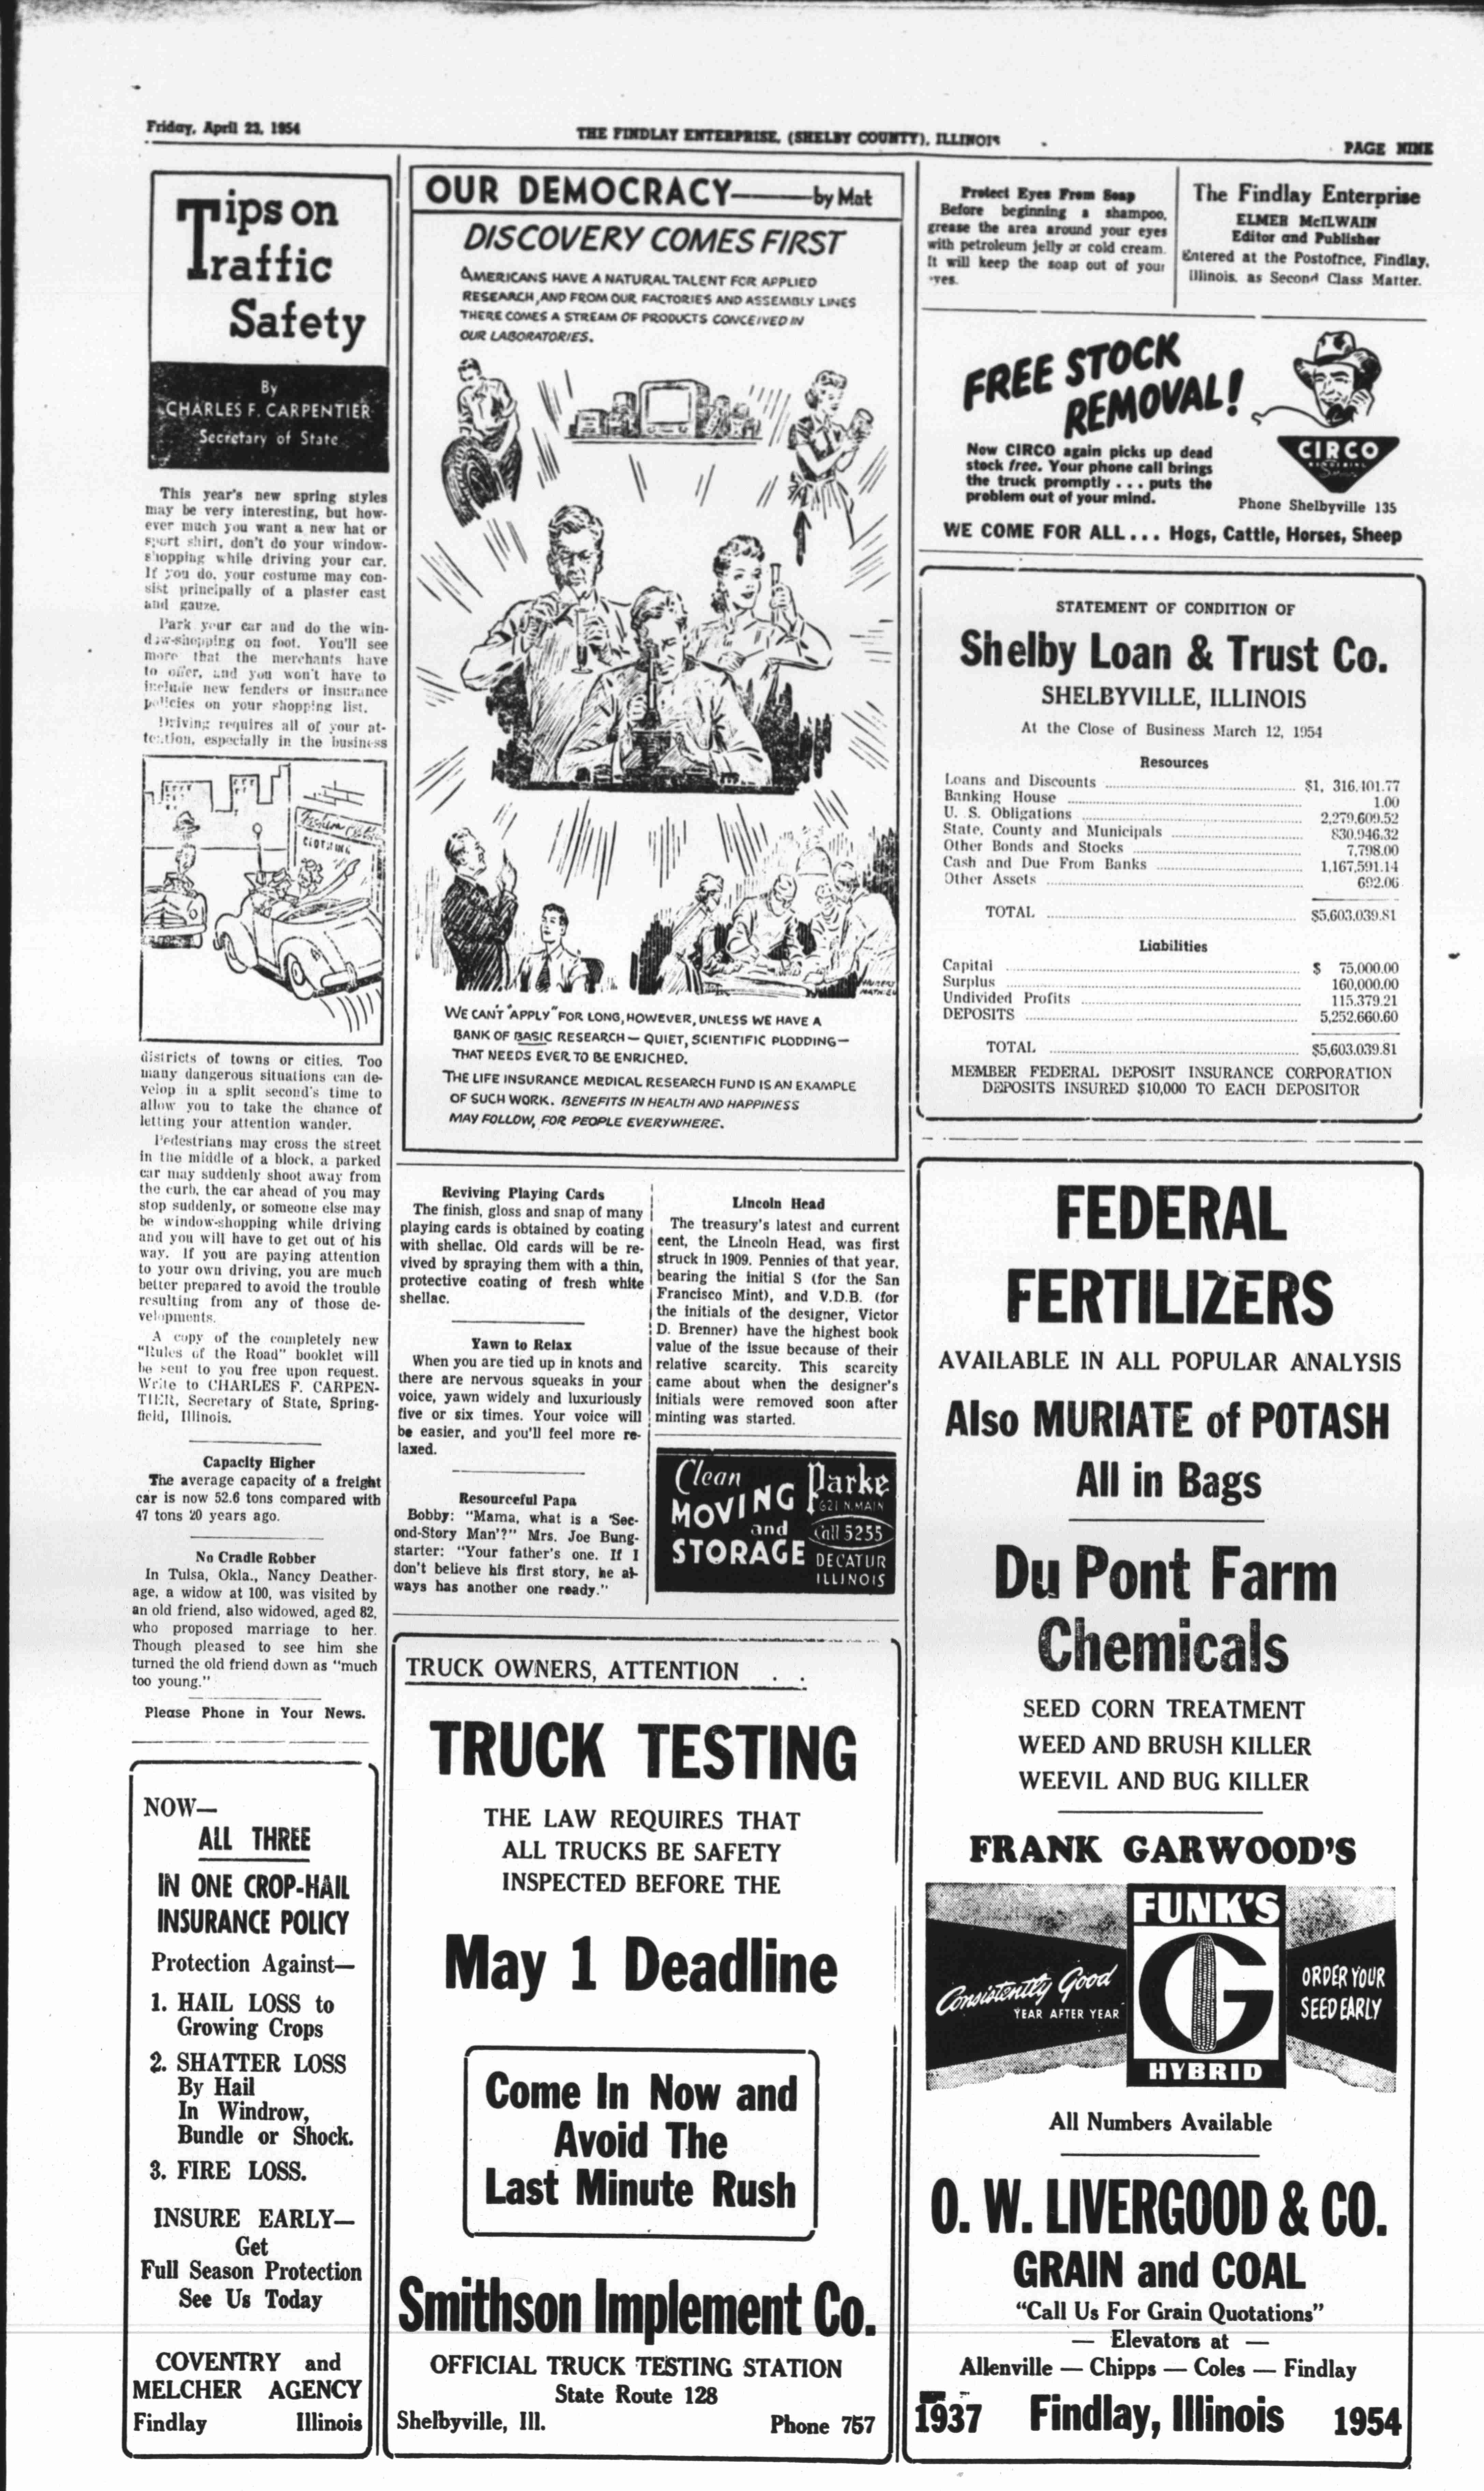 Friday, April 23, 1954
THE FINDLAY ENTERPRISE, (SHELBY COUNTY), ILLINOIS
PAGE NINE
Tips on
Traffic
Safety
By
CHARLES F. CARPENTIER
Secretary of State
This year's new spring styles
may be very interesting, but how-
ever much you want a new hat or
sport shirt, don't do your window-
shopping while driving your car.
If you do, your costume may con-
sist principally of a plaster cast
and gauze.
Park your car and do the win-
dow-shopping on foot. You'll see
more that the merchants have
to offer, and you won't have to
include new fenders or insurance
policies on your shopping list.
Driving requires all of your at-
tention, especially in the business
CLOTHING
districts of towns or cities. Too
many dangerous situations can de-
velop in a split second's time to
allow you to take the chance of
letting your attention wander.
Pedestrians may cross the street
in the middle of a block, a parked
car may suddenly shoot away from
the curb, the car ahead of you may
stop suddenly, or someone else may
be window-shopping while driving
and you will have to get out of his
way. If you are paying attention
to your own driving, you are much
better prepared to avoid the trouble
resulting from any of those de-
velopments.
A copy of the completely new
"Rules of the Road" booklet will
be sent to you free upon request.
Write to CHARLES F. CARPEN-
TIER, Secretary of State, Spring-
field, Illinois.
Capacity Higher
The average capacity of a freight
car is now 52.6 tons compared with
47 tons 20 years ago.
No Cradle Robber
In Tulsa, Okla., Nancy Deather-
age, a widow at 100, was visited by
an old friend, also widowed, aged 82,
who proposed marriage to her.
Though pleased to see him she
turned the old friend down as "much
too young."
Please Phone in Your News.
NOW—
ALL THREE
IN ONE CROP-HAIL
INSURANCE POLICY
Protection Against—
1. HAIL LOSS to
Growing Crops
2. SHATTER LOSS
By Hail
In Windrow,
Bundle or Shock.
3. FIRE LOSS.
INSURE EARLY—
Get
Full Season Protection
See Us Today
COVENTRY and
MELCHER AGENCY
Findlay Illinois
OUR DEMOCRACY—by Mat
DISCOVERY COMES FIRST
AMERICANS HAVE A NATURAL TALENT FOR APPLIED
RESEARCH, AND FROM OUR FACTORIES AND ASSEMBLY LINES
THERE COMES A STREAM OF PRODUCTS CONCEIVED IN
OUR LABORATORIES.
WE CAN'T "APPLY" FOR LONG, HOWEVER, UNLESS WE HAVE A
BANK OF BASIC RESEARCH — QUIET, SCIENTIFIC PLODDING—
THAT NEEDS EVER TO BE ENRICHED.
THE LIFE INSURANCE MEDICAL RESEARCH FUND IS AN EXAMPLE
OF SUCH WORK. BENEFITS IN HEALTH AND HAPPINESS
MAY FOLLOW, FOR PEOPLE EVERYWHERE.
Reviving Playing Cards
The finish, gloss and snap of many
playing cards is obtained by coating
with shellac. Old cards will be re-
vived by spraying them with a thin,
protective coating of fresh white
shellac.
Yawn to Relax
When you are tied up in knots and
there are nervous squeaks in your
voice, yawn widely and luxuriously
five or six times. Your voice will
be easier, and you'll feel more re-
laxed.
Resourceful Papa
Bobby: "Mama, what is a 'Sec-
ond-Story Man'?" Mrs. Joe Bung-
starter: "Your father's one. If I
don't believe his first story, he al-
ways has another one ready."
Lincoln Head
The treasury's latest and current
cent, the Lincoln Head, was first
struck in 1909. Pennies of that year,
bearing the initial S (for the San
Francisco Mint), and V.D.B. (for
the initials of the designer, Victor
D. Brenner) have the highest book
value of the issue because of their
relative scarcity. This scarcity
came about when the designer's
initials were removed soon after
minting was started.
Clean
MOVING
and
STORAGE
Parke
621 N. MAIN
Call 5255
DECATUR
ILLINOIS
TRUCK OWNERS, ATTENTION . .
TRUCK TESTING
THE LAW REQUIRES THAT
ALL TRUCKS BE SAFETY
INSPECTED BEFORE THE
May 1 Deadline
Come In Now and
Avoid The
Last Minute Rush
Smithson Implement Co.
OFFICIAL TRUCK TESTING STATION
State Route 128
Shelbyville, Ill. Phone 757
Protect Eyes From Soap
Before beginning a shampoo,
grease the area around your eyes
with petroleum jelly or cold cream.
It will keep the soap out of your
eyes.
The Findlay Enterprise
ELMER McILWAIN
Editor and Publisher
Entered at the Postoffice, Findlay,
Illinois, as Second Class Matter.
FREE STOCK
REMOVAL!
Now CIRCO again picks up dead
stock free. Your phone call brings
the truck promptly . . . puts the
problem out of your mind.
CIRCO
Phone Shelbyville 135
WE COME FOR ALL . . . Hogs, Cattle, Horses, Sheep
STATEMENT OF CONDITION OF
Shelby Loan & Trust Co.
SHELBYVILLE, ILLINOIS
At the Close of Business March 12, 1954
Resources
Loans and Discounts $1, 316,401.77
Banking House 1.00
U. S. Obligations 2,279,609.52
State, County and Municipals 830,946.32
Other Bonds and Stocks 7,798.00
Cash and Due From Banks 1,167,591.14
Other Assets 692.06
TOTAL $5,603,039.81
Liabilities
Capital $ 75,000.00
Surplus 160,000.00
Undivided Profits 115,379.21
DEPOSITS 5,252,660.60
TOTAL $5,603,039.81
MEMBER FEDERAL DEPOSIT INSURANCE CORPORATION
DEPOSITS INSURED $10,000 TO EACH DEPOSITOR
FEDERAL
FERTILIZERS
AVAILABLE IN ALL POPULAR ANALYSIS
Also MURIATE of POTASH
All in Bags
Du Pont Farm
Chemicals
SEED CORN TREATMENT
WEED AND BRUSH KILLER
WEEVIL AND BUG KILLER
FRANK GARWOOD'S
FUNK'S
G
HYBRID
Consistently Good
YEAR AFTER YEAR
ORDER YOUR
SEED EARLY
All Numbers Available
O. W. LIVERGOOD & CO.
GRAIN and COAL
"Call Us For Grain Quotations"
— Elevators at —
Allenville — Chipps — Coles — Findlay
1937 Findlay, Illinois 1954